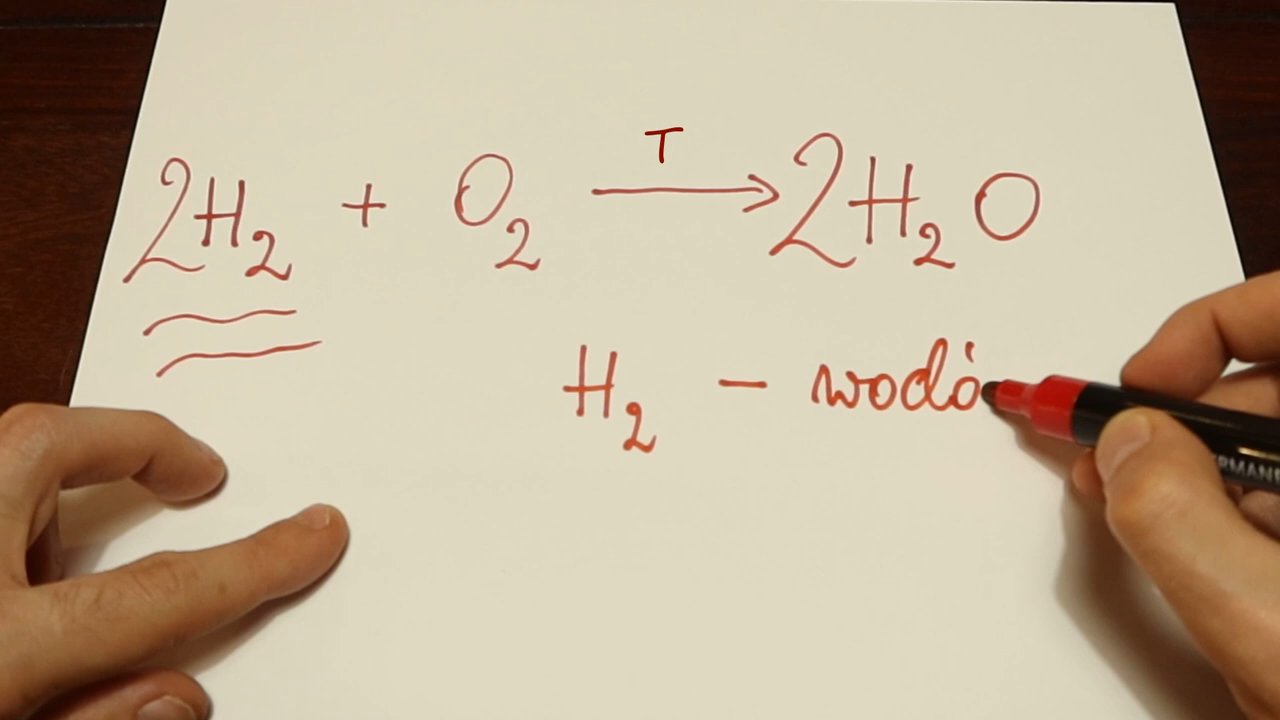 T
2H₂ + O₂ → 2H₂O
H₂ – wodó